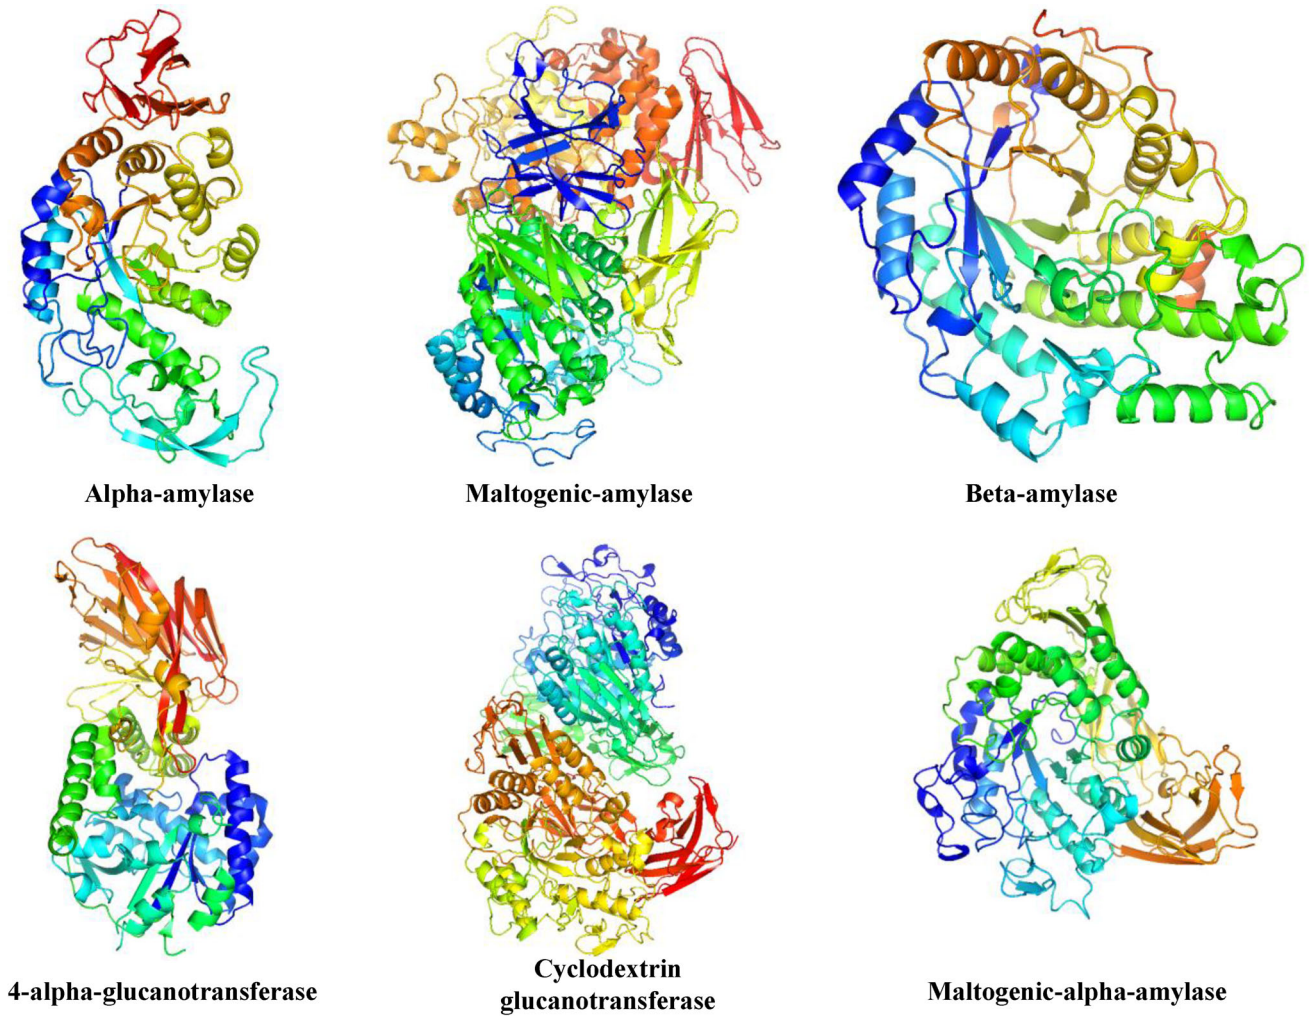 Alpha-amylase
Maltogenic-amylase
Beta-amylase
4-alpha-glucanotransferase
Cyclodextrin
glucanotransferase
Maltogenic-alpha-amylase